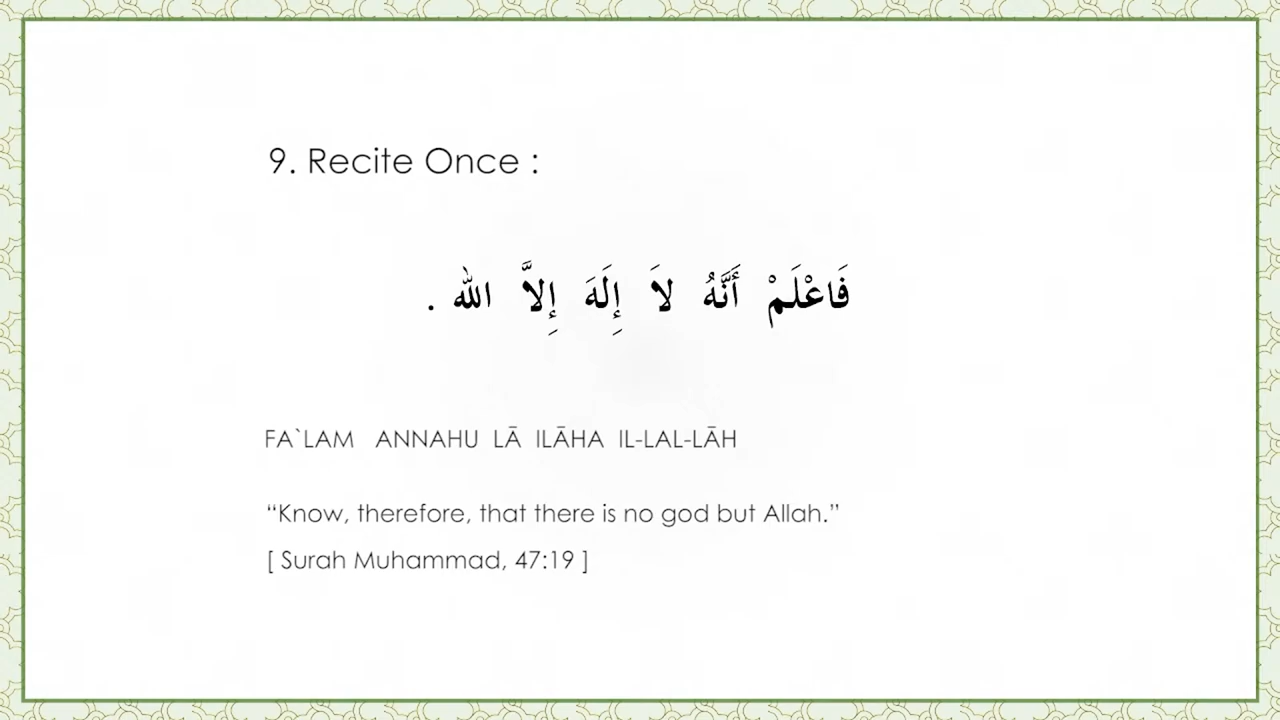 9. Recite Once :
فَاعْلَمْ أَنَّهُ لاَ إِلَهَ إِلاَّ الله .
FA`LAM ANNAHU LĀ ILĀHA IL-LAL-LĀH
“Know, therefore, that there is no god but Allah.”
[ Surah Muhammad, 47:19 ]